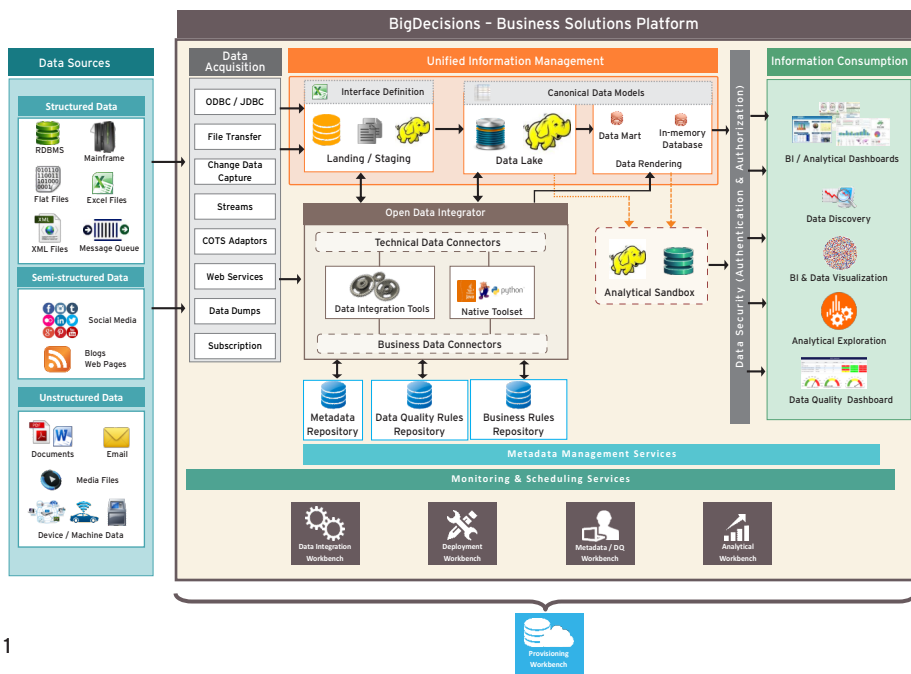 BigDecisions – Business Solutions Platform
Data Sources
Structured Data
RDBMS
Mainframe
010110
110011
101000
0001
Flat Files
Excel Files
XML
XML Files
Message Queue
Semi-structured Data
Social Media
Blogs
Web Pages
Unstructured Data
PDF
W
Documents
Email
Media Files
Device / Machine Data
Data
Acquisition
ODBC / JDBC
File Transfer
Change Data
Capture
Streams
COTS Adaptors
Web Services
Data Dumps
Subscription
Unified Information Management
Interface Definition
Landing / Staging
Canonical Data Models
Data Lake
Data Mart
In-memory
Database
Data Rendering
Open Data Integrator
Technical Data Connectors
Data Integration Tools
python
Native Toolset
Business Data Connectors
Analytical Sandbox
Metadata
Repository
Data Quality Rules
Repository
Business Rules
Repository
Data Security (Authentication & Authorization)
Information Consumption
BI / Analytical Dashboards
Data Discovery
BI & Data Visualization
Analytical Exploration
Data Quality Dashboard
Metadata Management Services
Monitoring & Scheduling Services
Data Integration
Workbench
Deployment
Workbench
Metadata / DQ
Workbench
Analytical
Workbench
Provisioning
Workbench
1